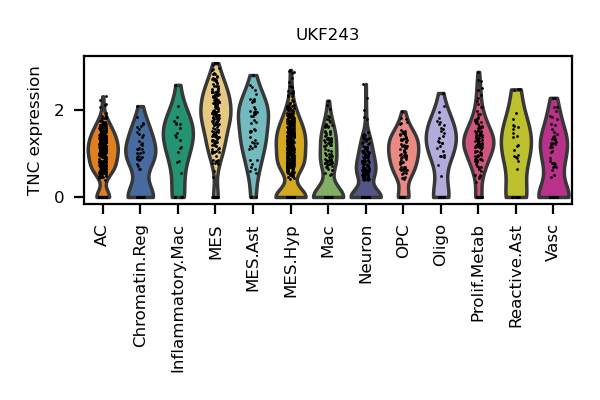 UKF243
TNC expression
2
0
AC
Chromatin.Reg
Inflammatory.Mac
MES
MES.Ast
MES.Hyp
Mac
Neuron
OPC
Oligo
Prolif.Metab
Reactive.Ast
Vasc